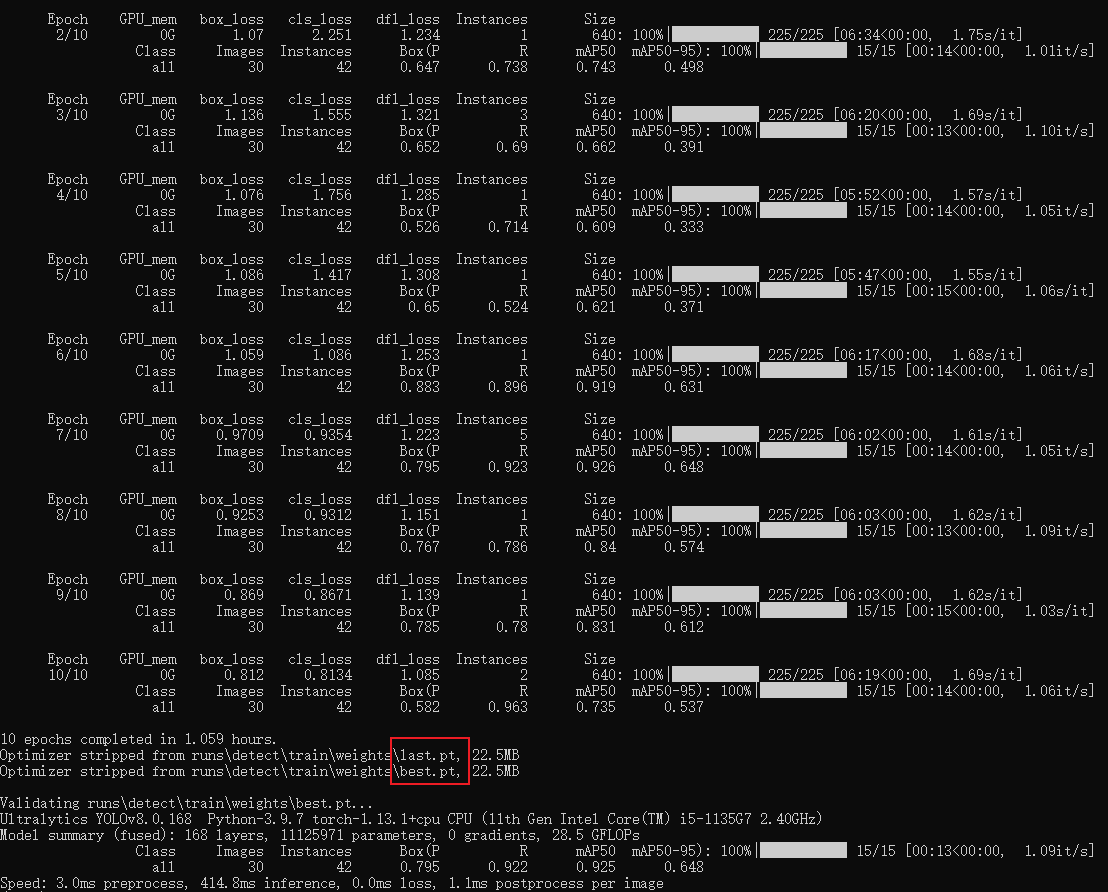 Epoch GPU_mem box_loss cls_loss dfl_loss Instances Size
2/10 0G 1.07 2.251 1.234 1 640: 100%| 225/225 [06:34<00:00, 1.75s/it]
Class Images Instances Box(P R mAP50 mAP50-95): 100%| 15/15 [00:14<00:00, 1.01it/s]
all 30 42 0.647 0.738 0.743 0.498
Epoch GPU_mem box_loss cls_loss dfl_loss Instances Size
3/10 0G 1.136 1.555 1.321 3 640: 100%| 225/225 [06:20<00:00, 1.69s/it]
Class Images Instances Box(P R mAP50 mAP50-95): 100%| 15/15 [00:13<00:00, 1.10it/s]
all 30 42 0.652 0.69 0.662 0.391
Epoch GPU_mem box_loss cls_loss dfl_loss Instances Size
4/10 0G 1.076 1.756 1.285 1 640: 100%| 225/225 [05:52<00:00, 1.57s/it]
Class Images Instances Box(P R mAP50 mAP50-95): 100%| 15/15 [00:14<00:00, 1.05it/s]
all 30 42 0.526 0.714 0.609 0.333
Epoch GPU_mem box_loss cls_loss dfl_loss Instances Size
5/10 0G 1.086 1.417 1.308 1 640: 100%| 225/225 [05:47<00:00, 1.55s/it]
Class Images Instances Box(P R mAP50 mAP50-95): 100%| 15/15 [00:15<00:00, 1.06s/it]
all 30 42 0.65 0.524 0.621 0.371
Epoch GPU_mem box_loss cls_loss dfl_loss Instances Size
6/10 0G 1.059 1.086 1.253 1 640: 100%| 225/225 [06:17<00:00, 1.68s/it]
Class Images Instances Box(P R mAP50 mAP50-95): 100%| 15/15 [00:14<00:00, 1.06it/s]
all 30 42 0.883 0.896 0.919 0.631
Epoch GPU_mem box_loss cls_loss dfl_loss Instances Size
7/10 0G 0.9709 0.9354 1.223 5 640: 100%| 225/225 [06:02<00:00, 1.61s/it]
Class Images Instances Box(P R mAP50 mAP50-95): 100%| 15/15 [00:14<00:00, 1.05it/s]
all 30 42 0.795 0.923 0.926 0.648
Epoch GPU_mem box_loss cls_loss dfl_loss Instances Size
8/10 0G 0.9253 0.9312 1.151 1 640: 100%| 225/225 [06:03<00:00, 1.62s/it]
Class Images Instances Box(P R mAP50 mAP50-95): 100%| 15/15 [00:13<00:00, 1.09it/s]
all 30 42 0.767 0.786 0.84 0.574
Epoch GPU_mem box_loss cls_loss dfl_loss Instances Size
9/10 0G 0.869 0.8671 1.139 1 640: 100%| 225/225 [06:03<00:00, 1.62s/it]
Class Images Instances Box(P R mAP50 mAP50-95): 100%| 15/15 [00:15<00:00, 1.03s/it]
all 30 42 0.785 0.78 0.831 0.612
Epoch GPU_mem box_loss cls_loss dfl_loss Instances Size
10/10 0G 0.812 0.8134 1.085 2 640: 100%| 225/225 [06:19<00:00, 1.69s/it]
Class Images Instances Box(P R mAP50 mAP50-95): 100%| 15/15 [00:14<00:00, 1.06it/s]
all 30 42 0.582 0.963 0.735 0.537
10 epochs completed in 1.059 hours.
Optimizer stripped from runs\detect\train\weights\last.pt, 22.5MB
Optimizer stripped from runs\detect\train\weights\best.pt, 22.5MB
Validating runs\detect\train\weights\best.pt...
Ultralytics YOLOv8.0.168 Python-3.9.7 torch-1.13.1+cpu CPU (11th Gen Intel Core(TM) i5-1135G7 2.40GHz)
Model summary (fused): 168 layers, 11125971 parameters, 0 gradients, 28.5 GFLOPs
Class Images Instances Box(P R mAP50 mAP50-95): 100%| 15/15 [00:13<00:00, 1.09it/s]
all 30 42 0.795 0.922 0.925 0.648
Speed: 3.0ms preprocess, 414.8ms inference, 0.0ms loss, 1.1ms postprocess per image